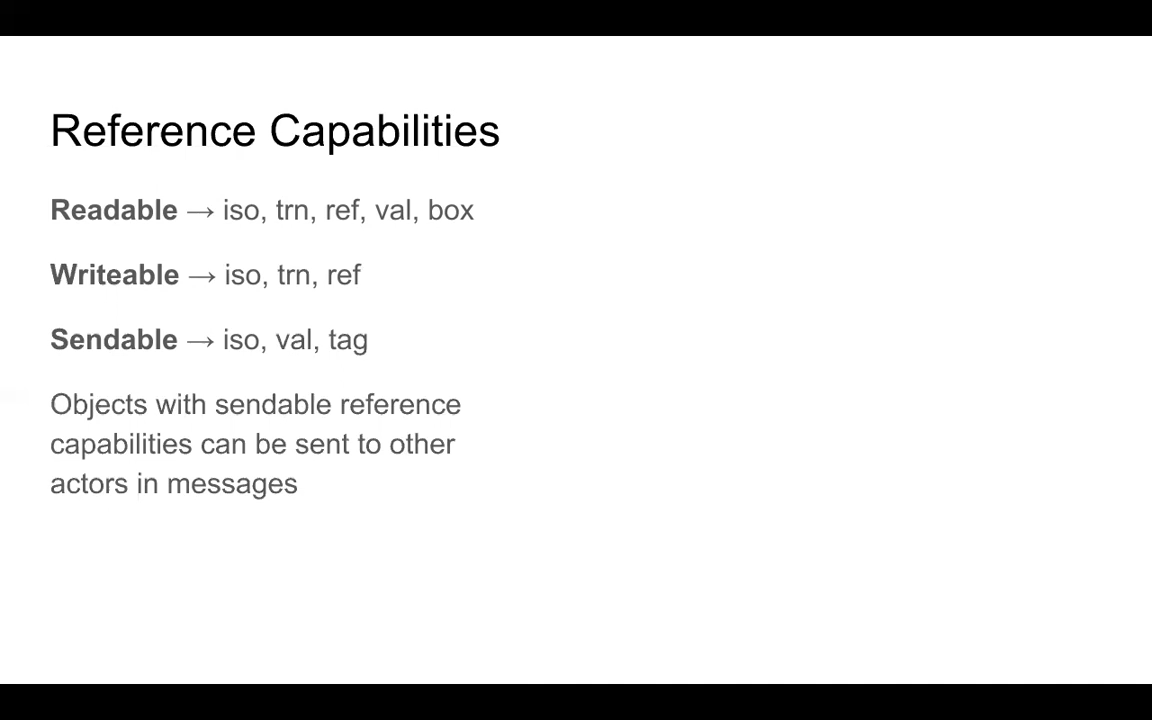 Reference Capabilities
Readable → iso, trn, ref, val, box
Writeable → iso, trn, ref
Sendable → iso, val, tag
Objects with sendable reference
capabilities can be sent to other
actors in messages